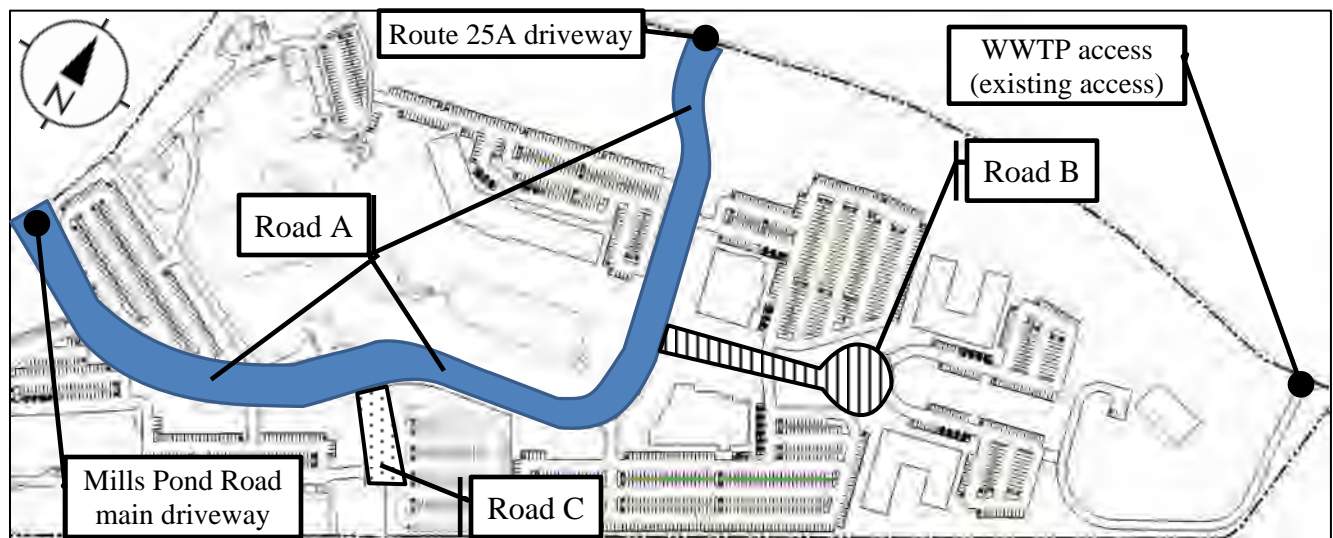 Route 25A driveway
WWTP access
(existing access)
N
Road B
Road A
Mills Pond Road
main driveway
Road C